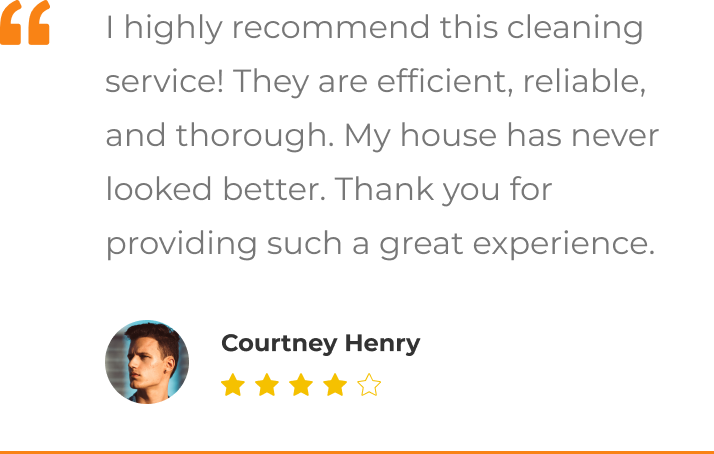 I highly recommend this cleaning
service! They are efficient, reliable,
and thorough. My house has never
looked better. Thank you for
providing such a great experience.
Courtney Henry